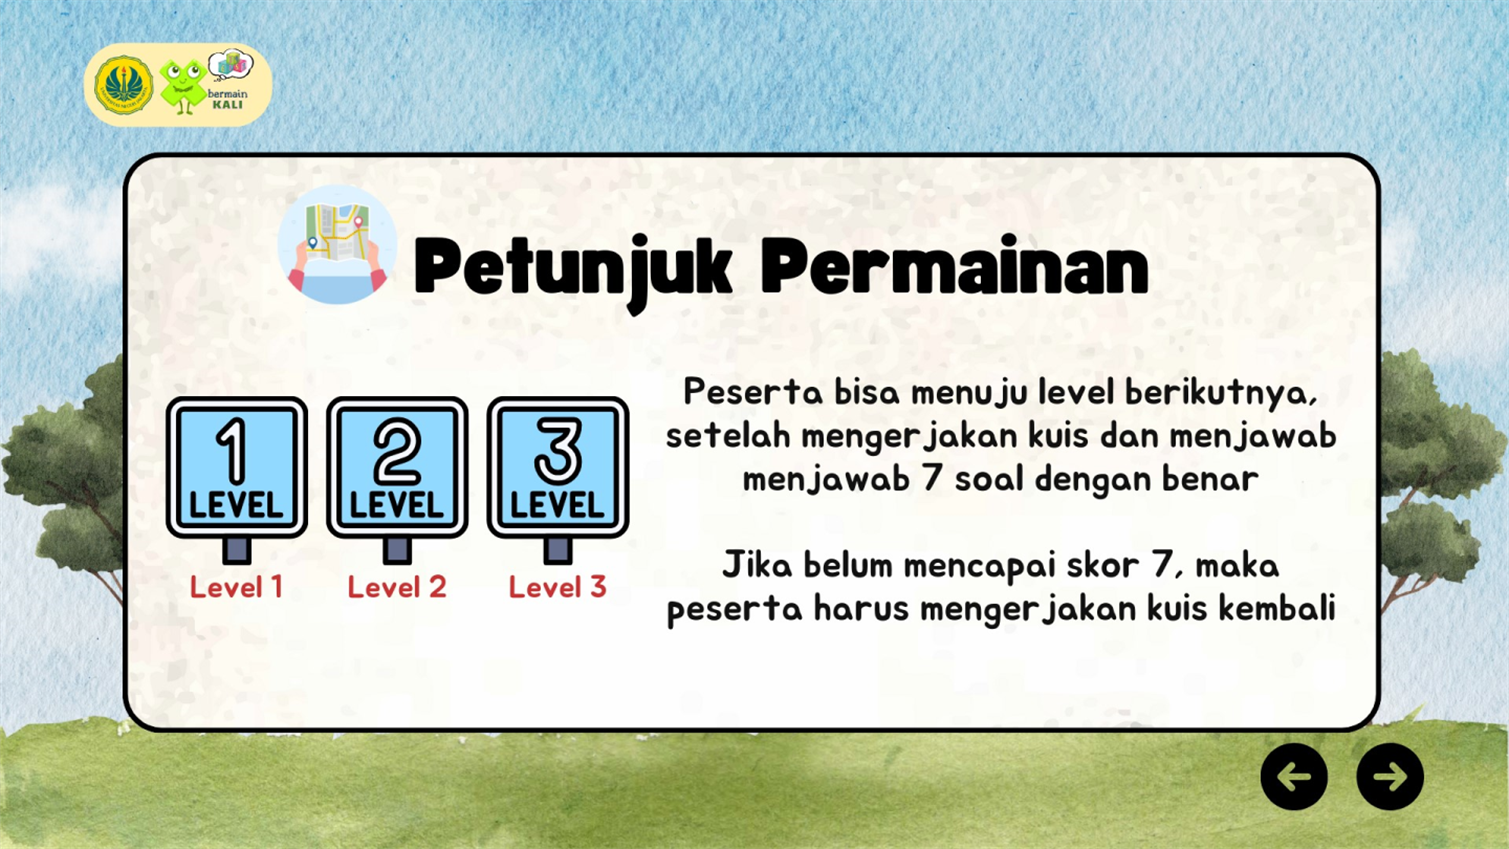 bermain
KALI
Petunjuk Permainan
1
LEVEL
Level 1
2
LEVEL
Level 2
3
LEVEL
Level 3
Peserta bisa menuju level berikutnya,
setelah mengerjakan kuis dan menjawab
menjawab 7 soal dengan benar
Jika belum mencapai skor 7, maka
peserta harus mengerjakan kuis kembali